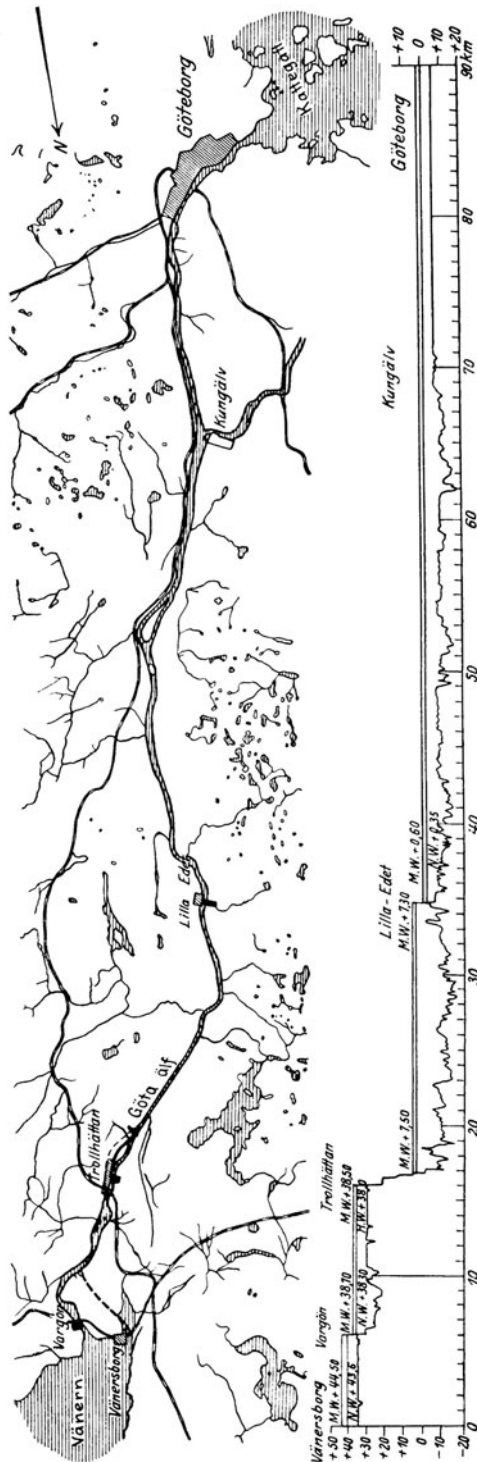 N
Kattegatt
Göteborg
Kungälv
Lilla Edet
Göta älf
Trollhättan
Vargön
Vänersborg
Vänern
A
Vänersborg
Vargön
Trollhättan
Lilla-Edet
Kungälv
Göteborg
M.W.+44,50
N.W.+43,6
M.W.+38,70
N.W.+38,10
M.W.+38,50
M.W.+7,50
M.W.+7,30
M.W.+0,60
N.W.±0,35
+50
+40
+30
+20
+10
0
-10
-20
0
10
20
30
40
50
60
70
80
90 km
+10
0
+10
+20